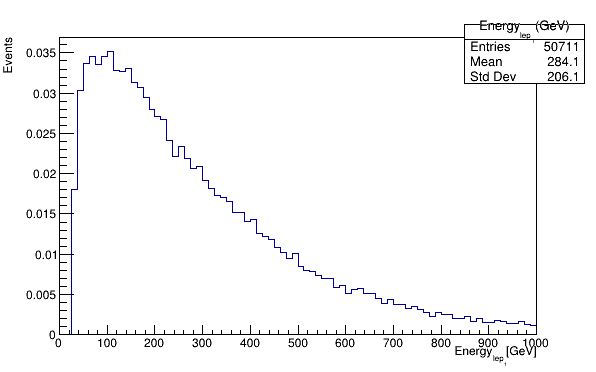 Energy_lep_1 (GeV)
Entries 50711
Mean 284.1
Std Dev 206.1
Events
0.035
0.03
0.025
0.02
0.015
0.01
0.005
0
0 100 200 300 400 500 600 700 800 900 1000
Energy_lep_1 [GeV]